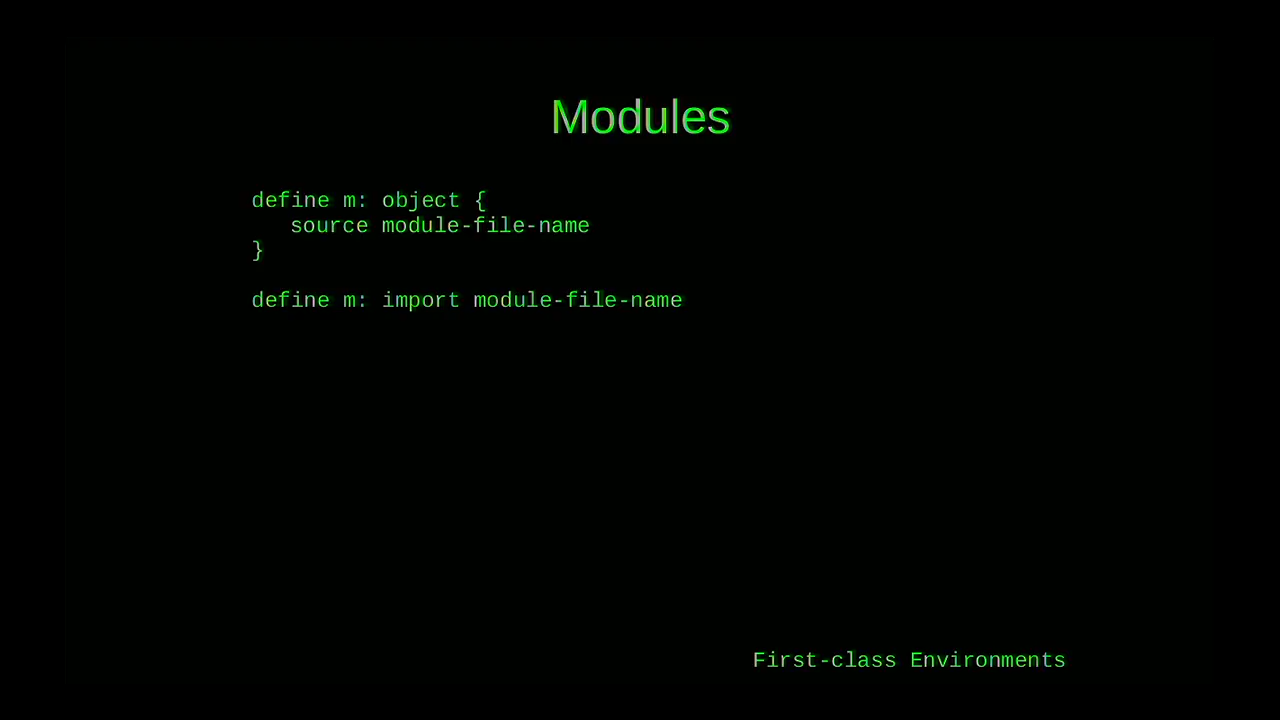 Modules
define m: object {
   source module-file-name
}
define m: import module-file-name
First-class Environments